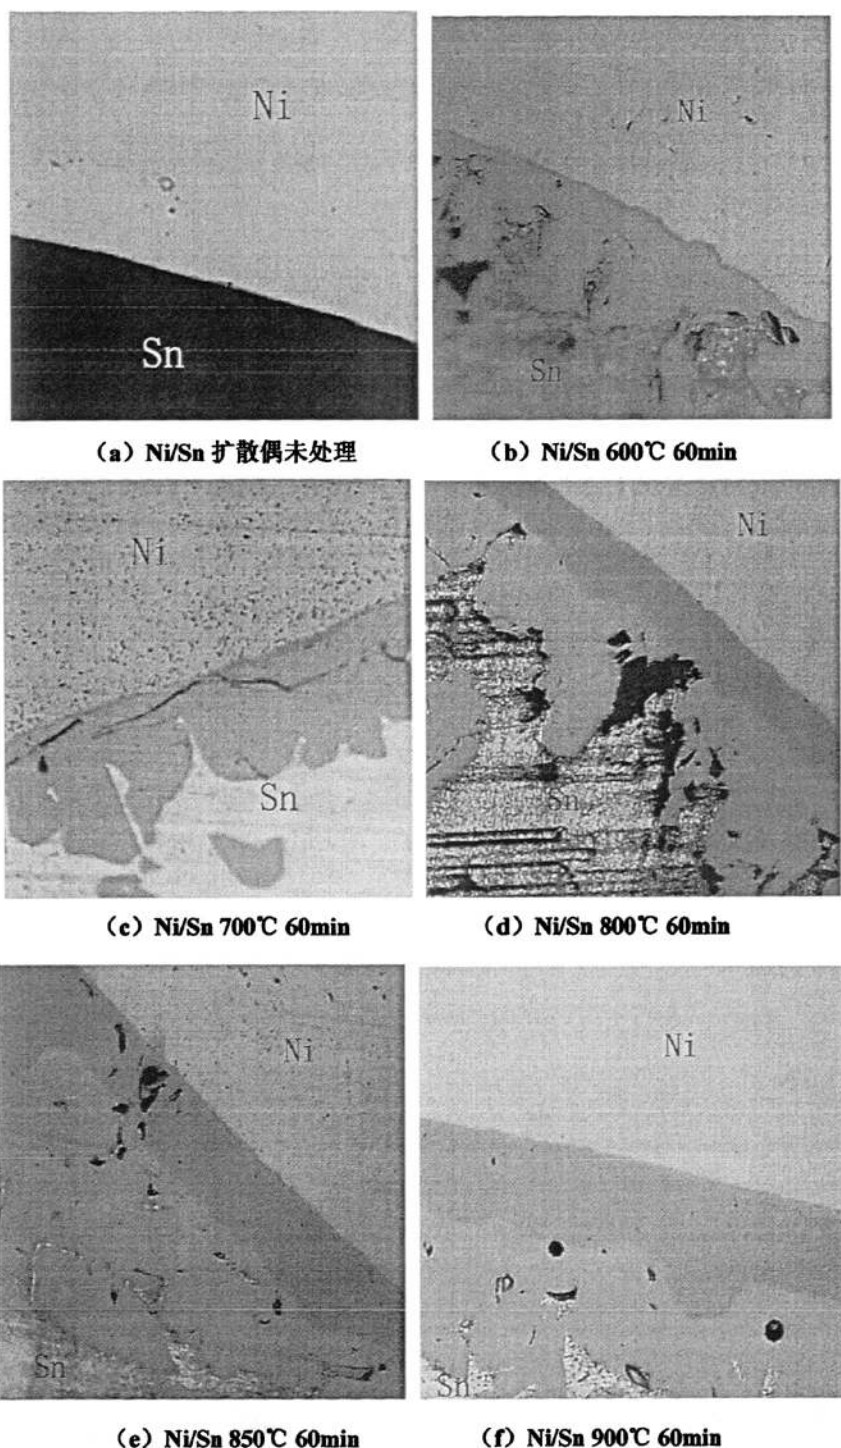 Ni
Sn
Ni
Sn
（a）Ni/Sn 扩散偶未处理
（b）Ni/Sn 600℃ 60min
Ni
Sn
Ni
Sn
（c）Ni/Sn 700℃ 60min
（d）Ni/Sn 800℃ 60min
Ni
Sn
Ni
Sn
（e）Ni/Sn 850℃ 60min
（f）Ni/Sn 900℃ 60min